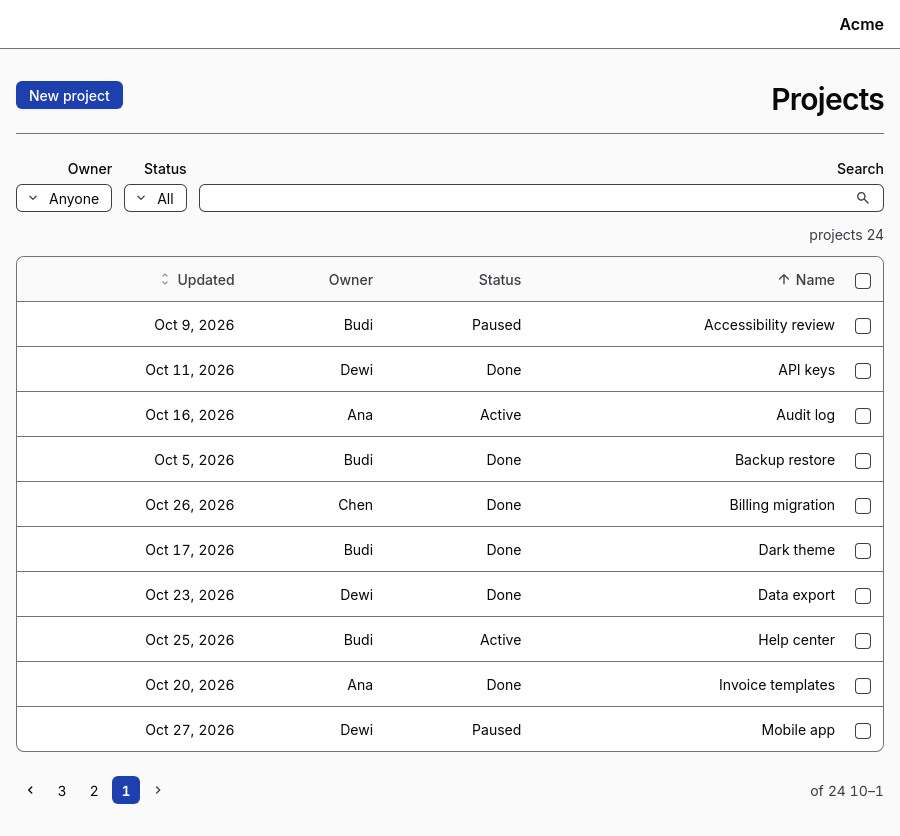 Acme
Projects
New project
Search
Status
Owner
All
Anyone
projects 24
Name
Status
Owner
Updated
Accessibility review
Paused
Budi
Oct 9, 2026
API keys
Done
Dewi
Oct 11, 2026
Audit log
Active
Ana
Oct 16, 2026
Backup restore
Done
Budi
Oct 5, 2026
Billing migration
Done
Chen
Oct 26, 2026
Dark theme
Done
Budi
Oct 17, 2026
Data export
Done
Dewi
Oct 23, 2026
Help center
Active
Budi
Oct 25, 2026
Invoice templates
Done
Ana
Oct 20, 2026
Mobile app
Paused
Dewi
Oct 27, 2026
of 24 10–1
1
2
3